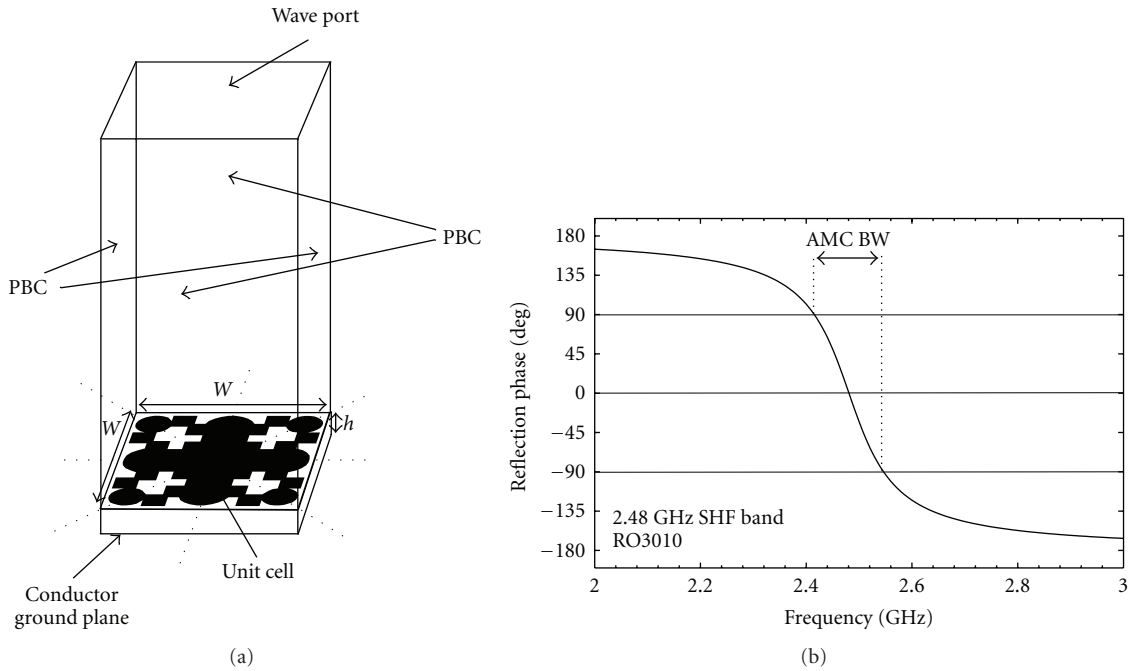 Wave port
PBC
PBC
W
W
h
Unit cell
Conductor
ground plane
(a)
Reflection phase (deg)
180
135
90
45
0
−45
−90
−135
−180
AMC BW
2.48 GHz SHF band
RO3010
2 2.2 2.4 2.6 2.8 3
Frequency (GHz)
(b)